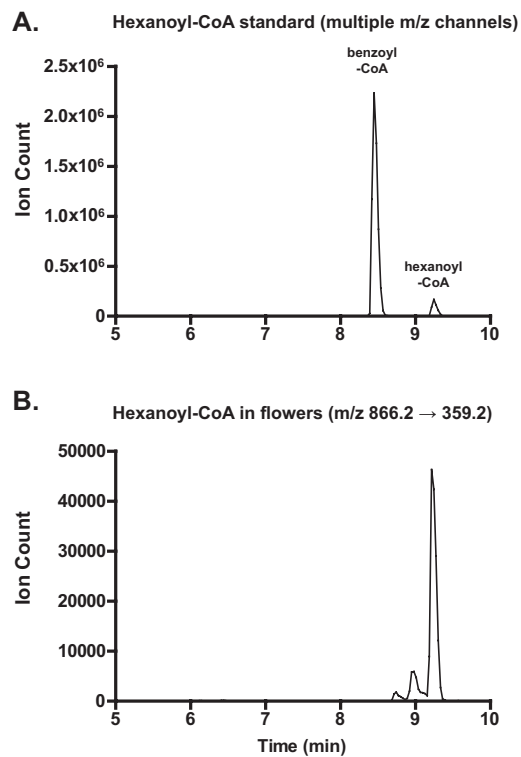 A.
Hexanoyl-CoA standard (multiple m/z channels)
benzoyl
-CoA
2.5x10⁶
2.0x10⁶
1.5x10⁶
1.0x10⁶
0.5x10⁶
0
Ion Count
hexanoyl
-CoA
5 6 7 8 9 10
B.
Hexanoyl-CoA in flowers (m/z 866.2 → 359.2)
50000
40000
30000
20000
10000
0
Ion Count
5 6 7 8 9 10
Time (min)